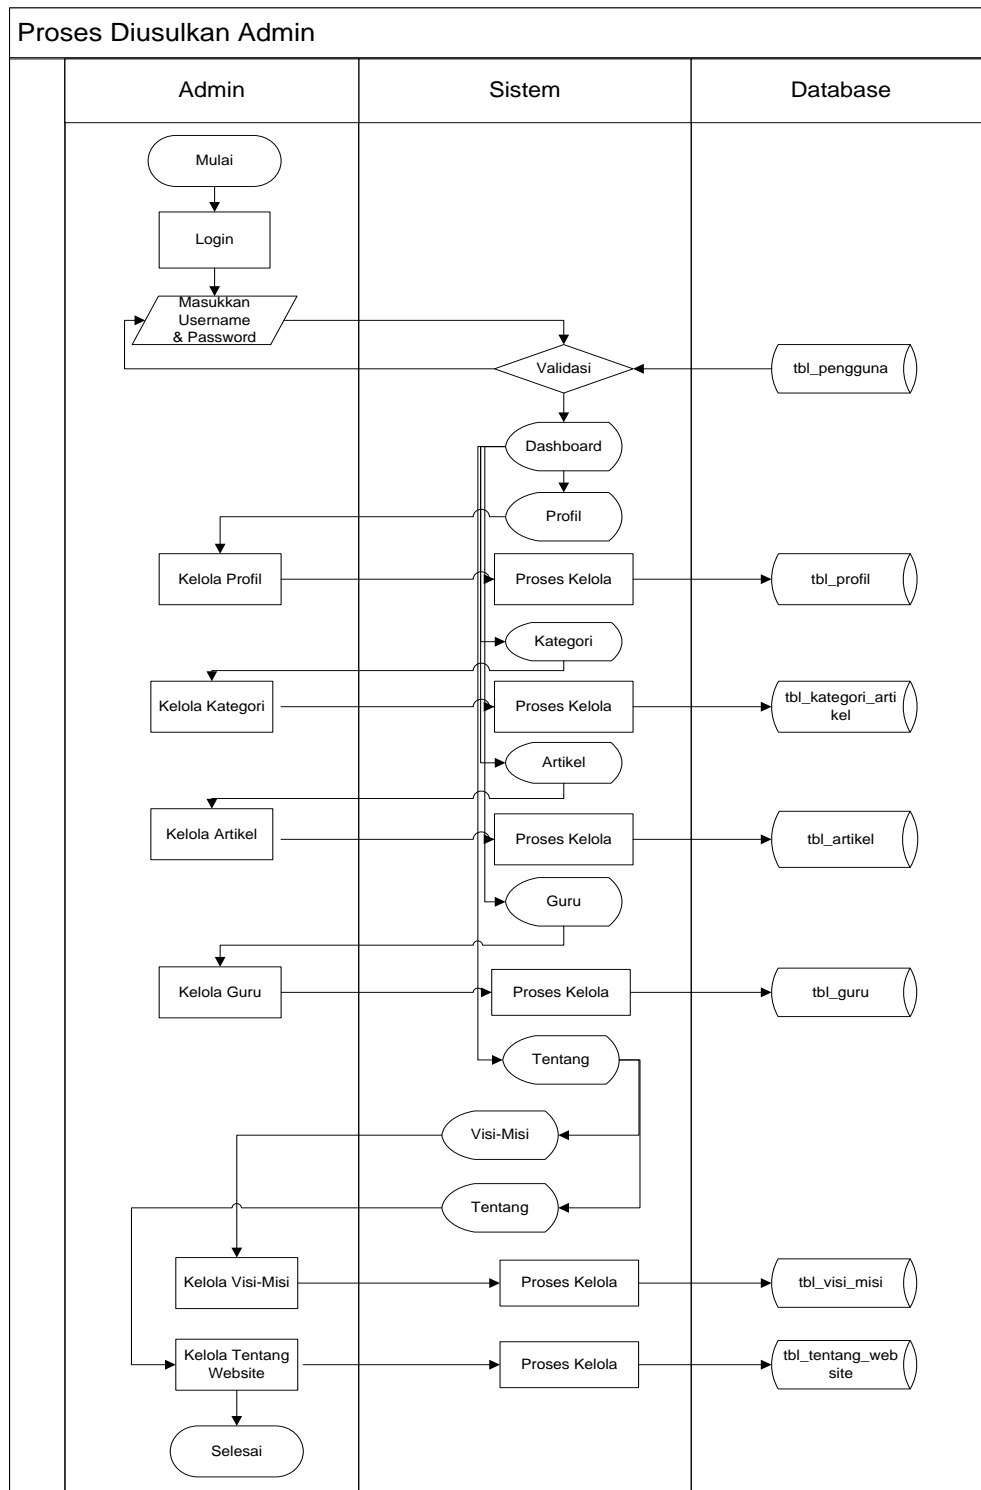 Proses Diusulkan Admin
Admin
Sistem
Database
Mulai
Login
Masukkan
Username
& Password
Validasi
tbl_pengguna
Dashboard
Profil
Kelola Profil
Proses Kelola
tbl_profil
Kategori
Kelola Kategori
Proses Kelola
tbl_kategori_arti
kel
Artikel
Kelola Artikel
Proses Kelola
tbl_artikel
Guru
Kelola Guru
Proses Kelola
tbl_guru
Tentang
Visi-Misi
Tentang
Kelola Visi-Misi
Proses Kelola
tbl_visi_misi
Kelola Tentang
Website
Proses Kelola
tbl_tentang_web
site
Selesai